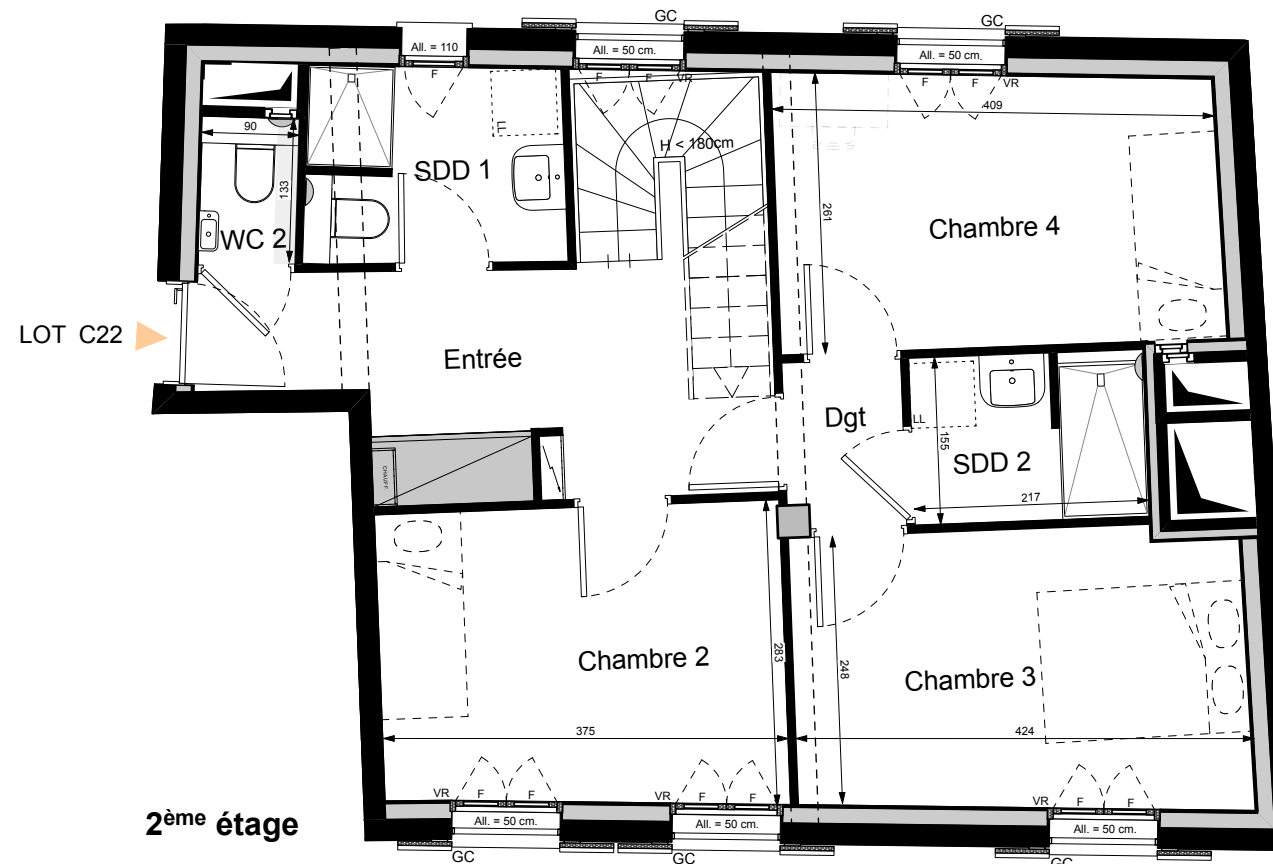 GC
GC
All. = 110
All. = 50 cm.
All. = 50 cm.
F
F
F
VR
F
F
VR
409
90
H < 180cm
SDD 1
133
261
WC 2
Chambre 4
LOT C22
Entrée
Dgt
LL
155
SDD 2
CHAUFF.
217
Chambre 2
283
248
Chambre 3
375
424
VR
F
F
VR
F
F
VR
F
F
2ème étage
All. = 50 cm.
All. = 50 cm.
All. = 50 cm.
GC
GC
GC